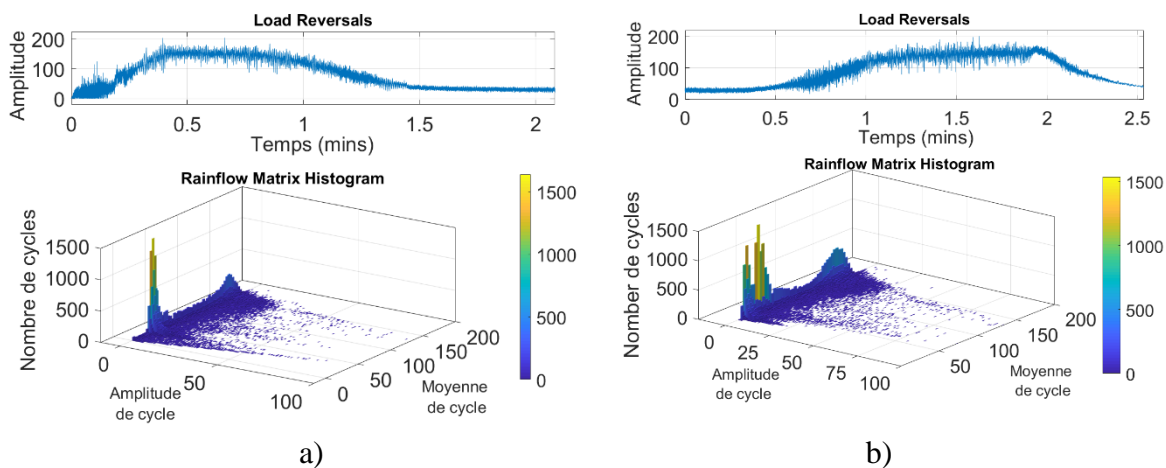 Load Reversals
Amplitude
200
100
0
0
0.5
1
1.5
2
Temps (mins)
Rainflow Matrix Histogram
Nombre de cycles
1500
1000
500
0
0
50
100
Amplitude
de cycle
0
50
100
150
200
Moyenne
de cycle
1500
1000
500
0
a)
Load Reversals
Amplitude
200
100
0
0
0.5
1
1.5
2
2.5
Temps (mins)
Rainflow Matrix Histogram
Nomber de cycles
1500
1000
500
0
0
25
50
75
100
Amplitude
de cycle
50
100
150
200
Moyenne
de cycle
1500
1000
500
0
b)